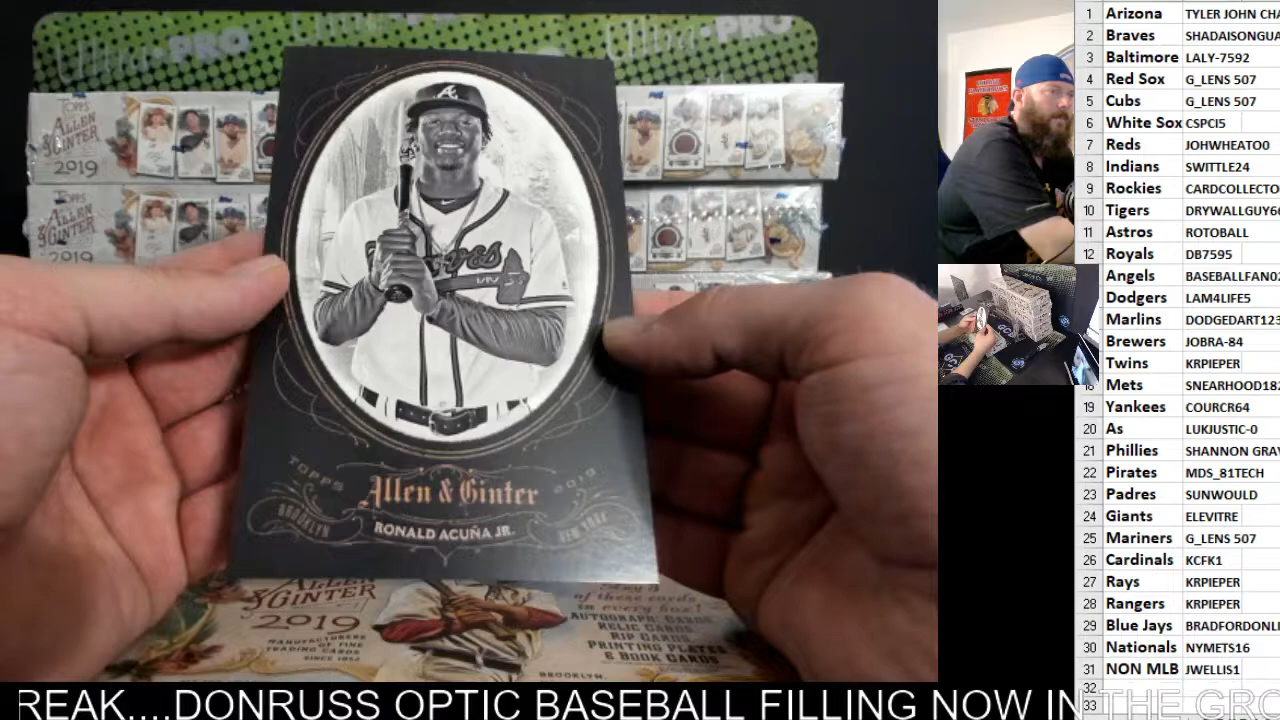 Ultra·PRO
Ultra·PRO
TOPPS
ALLEN
& GINTER
2019
TOPPS
ALLEN
& GINTER
2019
A
Braves
TOPPS
2019
Allen & Ginter
BROOKLYN
NEW YORK
RONALD ACUÑA JR.
ALLEN
& GINTER
2019
MANUFACTURERS
OF FINE
TRADING CARDS
SINCE 1952
of these cards
in every box!
AUTOGRAPH CARDS
RELIC CARDS
RIP CARDS
PRINTING PLATES
& BOOK CARDS
BROOKLYN.
1 Arizona TYLER JOHN CHA
2 Braves SHADAISONGUA
3 Baltimore LALY-7592
4 Red Sox G_LENS 507
5 Cubs G_LENS 507
6 White Sox CSPCI5
7 Reds JOHWHEATO0
8 Indians SWITTLE24
9 Rockies CARDCOLLECTO
10 Tigers DRYWALLGUY6
11 Astros ROTOBALL
12 Royals DB7595
Angels BASEBALLFAN0
Dodgers LAM4LIFE5
Marlins DODGEDART123
Brewers JOBRA-84
Twins KRPIEPER
18 Mets SNEARHOOD182
19 Yankees COURCR64
20 As LUKJUSTIC-0
21 Phillies SHANNON GRAV
22 Pirates MDS_81TECH
23 Padres SUNWOULD
24 Giants ELEVITRE
25 Mariners G_LENS 507
26 Cardinals KCFK1
27 Rays KRPIEPER
28 Rangers KRPIEPER
29 Blue Jays BRADFORDONLI
30 Nationals NYMETS16
31 NON MLB JWELLIS1
32
33
REAK....DONRUSS OPTIC BASEBALL FILLING NOW IN THE GRO